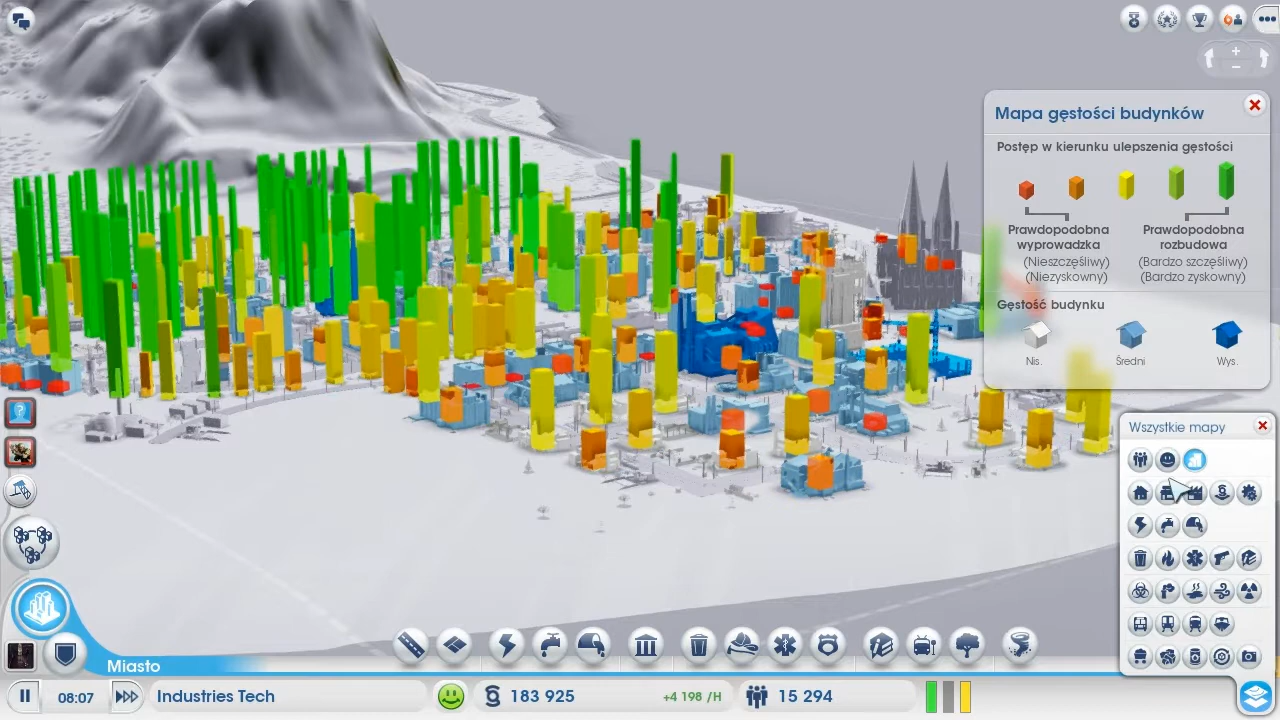 Mapa gęstości budynków
Postęp w kierunku ulepszenia gęstości
Prawdopodobna
wyprowadzka
(Nieszczęśliwy)
(Niezyskowny)
Prawdopodobna
rozbudowa
(Bardzo szczęśliwy)
(Bardzo zyskowny)
Gęstość budynku
Nis.
Średni
Wys.
Wszystkie mapy
Miasto
08:07
Industries Tech
183 925
+4 198 /H
15 294